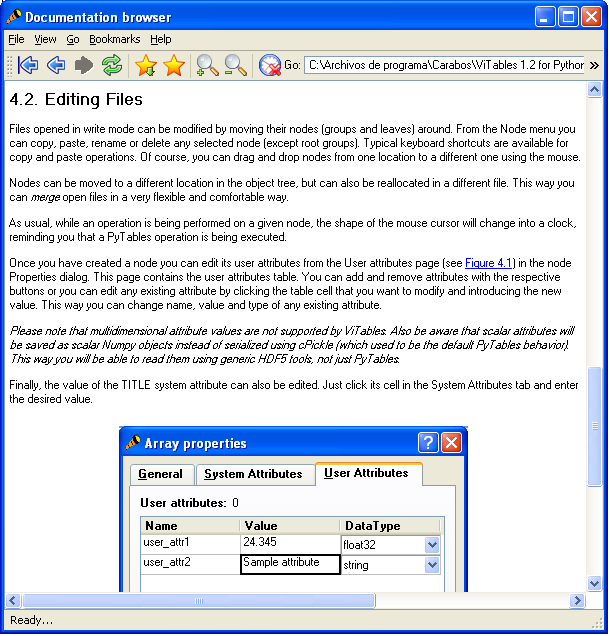 Documentation browser
File View Go Bookmarks Help
Go: C:\Archivos de programa\Carabos\ViTables 1.2 for Python
4.2. Editing Files
Files opened in write mode can be modified by moving their nodes (groups and leaves) around. From the Node menu you
can copy, paste, rename or delete any selected node (except root groups). Typical keyboard shortcuts are available for
copy and paste operations. Of course, you can drag and drop nodes from one location to a different one using the mouse.
Nodes can be moved to a different location in the object tree, but can also be reallocated in a different file. This way you
can merge open files in a very flexible and comfortable way.
As usual, while an operation is being performed on a given node, the shape of the mouse cursor will change into a clock,
reminding you that a PyTables operation is being executed.
Once you have created a node you can edit its user attributes from the User attributes page (see Figure 4.1) in the node
Properties dialog. This page contains the user attributes table. You can add and remove attributes with the respective
buttons or you can edit any existing attribute by clicking the table cell that you want to modify and introducing the new
value. This way you can change name, value and type of any existing attribute.
Please note that multidimensional attribute values are not supported by ViTables. Also be aware that scalar attributes will
be saved as scalar Numpy objects instead of serialized using cPickle (which used to be the default PyTables behavior).
This way you will be able to read them using generic HDF5 tools, not just PyTables.
Finally, the value of the TITLE system attribute can also be edited. Just click its cell in the System Attributes tab and enter
the desired value.
Array properties
General System Attributes User Attributes
User attributes: 0
Name Value DataType
user_attr1 24.345 float32
user_attr2 Sample attribute string
Ready...